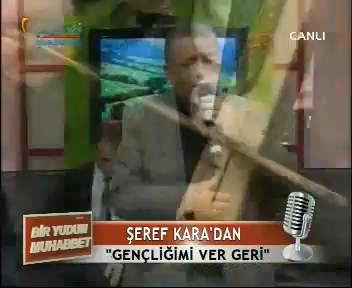 CANLI
BİR YUDUM
MUHABBET
ŞEREF KARA'DAN
"GENÇLİĞİMİ VER GERİ"